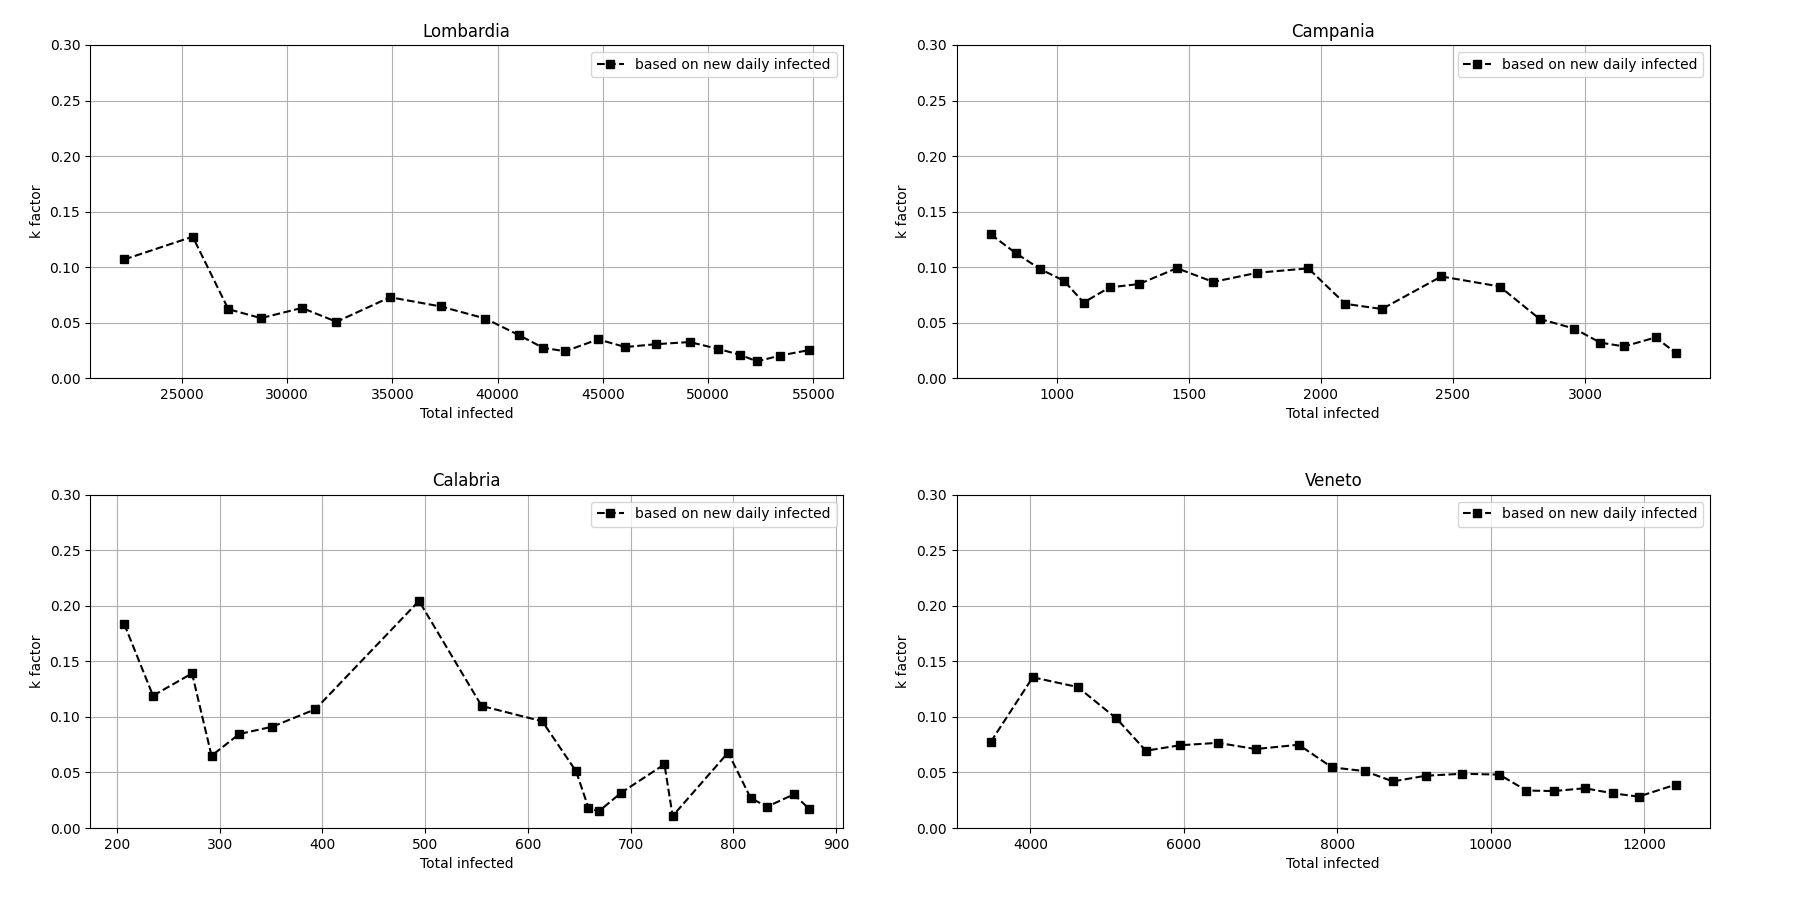 Lombardia
0.30
0.25
0.20
0.15
0.10
0.05
0.00
k factor
based on new daily infected
25000 30000 35000 40000 45000 50000 55000
Total infected
Campania
0.30
0.25
0.20
0.15
0.10
0.05
0.00
k factor
based on new daily infected
1000 1500 2000 2500 3000
Total infected
Calabria
0.30
0.25
0.20
0.15
0.10
0.05
0.00
k factor
based on new daily infected
200 300 400 500 600 700 800 900
Total infected
Veneto
0.30
0.25
0.20
0.15
0.10
0.05
0.00
k factor
based on new daily infected
4000 6000 8000 10000 12000
Total infected